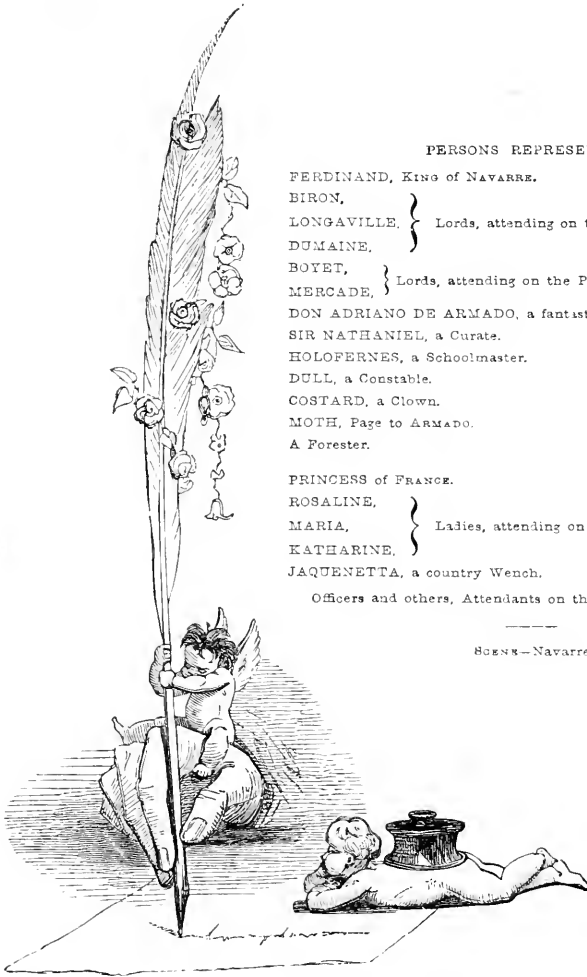 PERSONS REPRESE
FERDINAND, KING of NAVARRE.
BIRON,
LONGAVILLE, } Lords, attending on t
DUMAINE,
BOYET,
MERCADE, } Lords, attending on the P
DON ADRIANO DE ARMADO, a fantast
SIR NATHANIEL, a Curate.
HOLOFERNES, a Schoolmaster.
DULL, a Constable.
COSTARD, a Clown.
MOTH, Page to ARMADO.
A Forester.
PRINCESS of FRANCE.
ROSALINE,
MARIA, } Ladies, attending on
KATHARINE,
JAQUENETTA, a country Wench.
Officers and others, Attendants on th
SCENE—Navarre